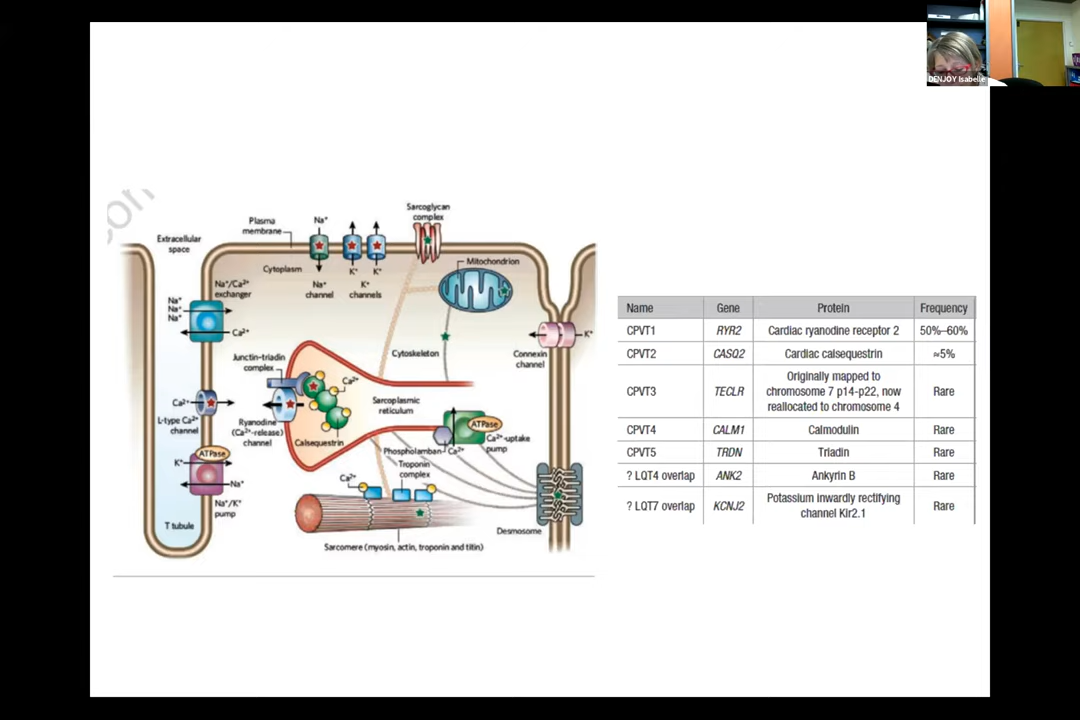 DENJOY Isabelle
con
Sarcoglycan
complex
Plasma
membrane
Na⁺
Extracellular
space
Cytoplasm
K⁺
K⁺
Mitochondrion
Na⁺/Ca²⁺
exchanger
Na⁺
channel
K⁺
channels
Na⁺
Na⁺
Na⁺
Ca²⁺
K⁺
Cytoskeleton
Connexin
channel
Junctin-triadin
complex
Ca²⁺
Ca²⁺
L-type Ca²⁺
channel
Sarcoplasmic
reticulum
Ryanodine
(Ca²⁺-release)
channel
Calsequestrin
ATPase
Ca²⁺-uptake
pump
Phospholamban
Ca²⁺
ATPase
K⁺
Na⁺
Na⁺/K⁺
pump
Troponin
complex
Ca²⁺
T tubule
Desmosome
Sarcomere (myosin, actin, troponin and titin)
Name Gene Protein Frequency
CPVT1 RYR2 Cardiac ryanodine receptor 2 50%–60%
CPVT2 CASQ2 Cardiac calsequestrin ≈5%
Originally mapped to
CPVT3 TECLR chromosome 7 p14-p22, now Rare
reallocated to chromosome 4
CPVT4 CALM1 Calmodulin Rare
CPVT5 TRDN Triadin Rare
? LQT4 overlap ANK2 Ankyrin B Rare
? LQT7 overlap KCNJ2 Potassium inwardly rectifying Rare
channel Kir2.1